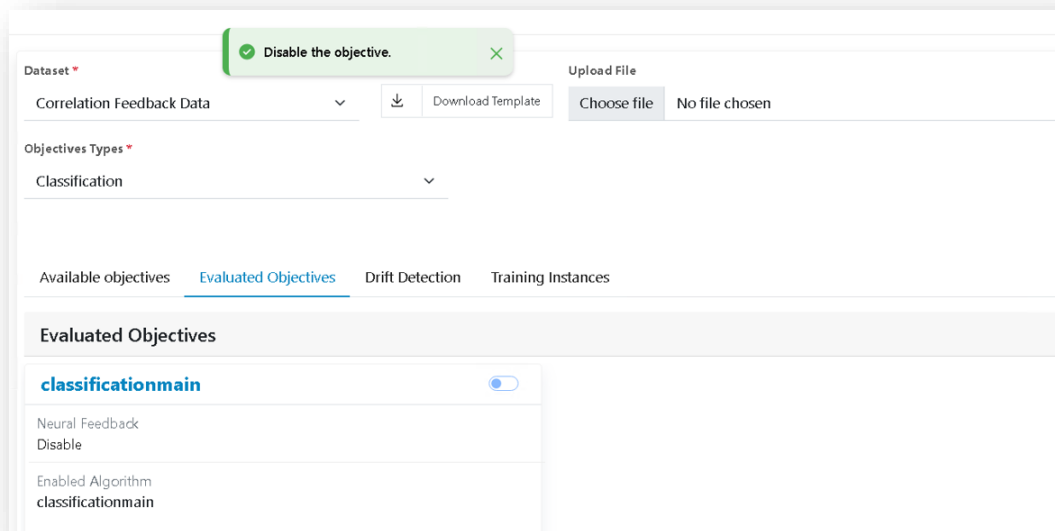 Disable the objective.
Dataset *
Upload File
Correlation Feedback Data
Download Template
Choose file No file chosen
Objectives Types *
Classification
Available objectives Evaluated Objectives Drift Detection Training Instances
Evaluated Objectives
classificationmain
Neural Feedback
Disable
Enabled Algorithm
classificationmain